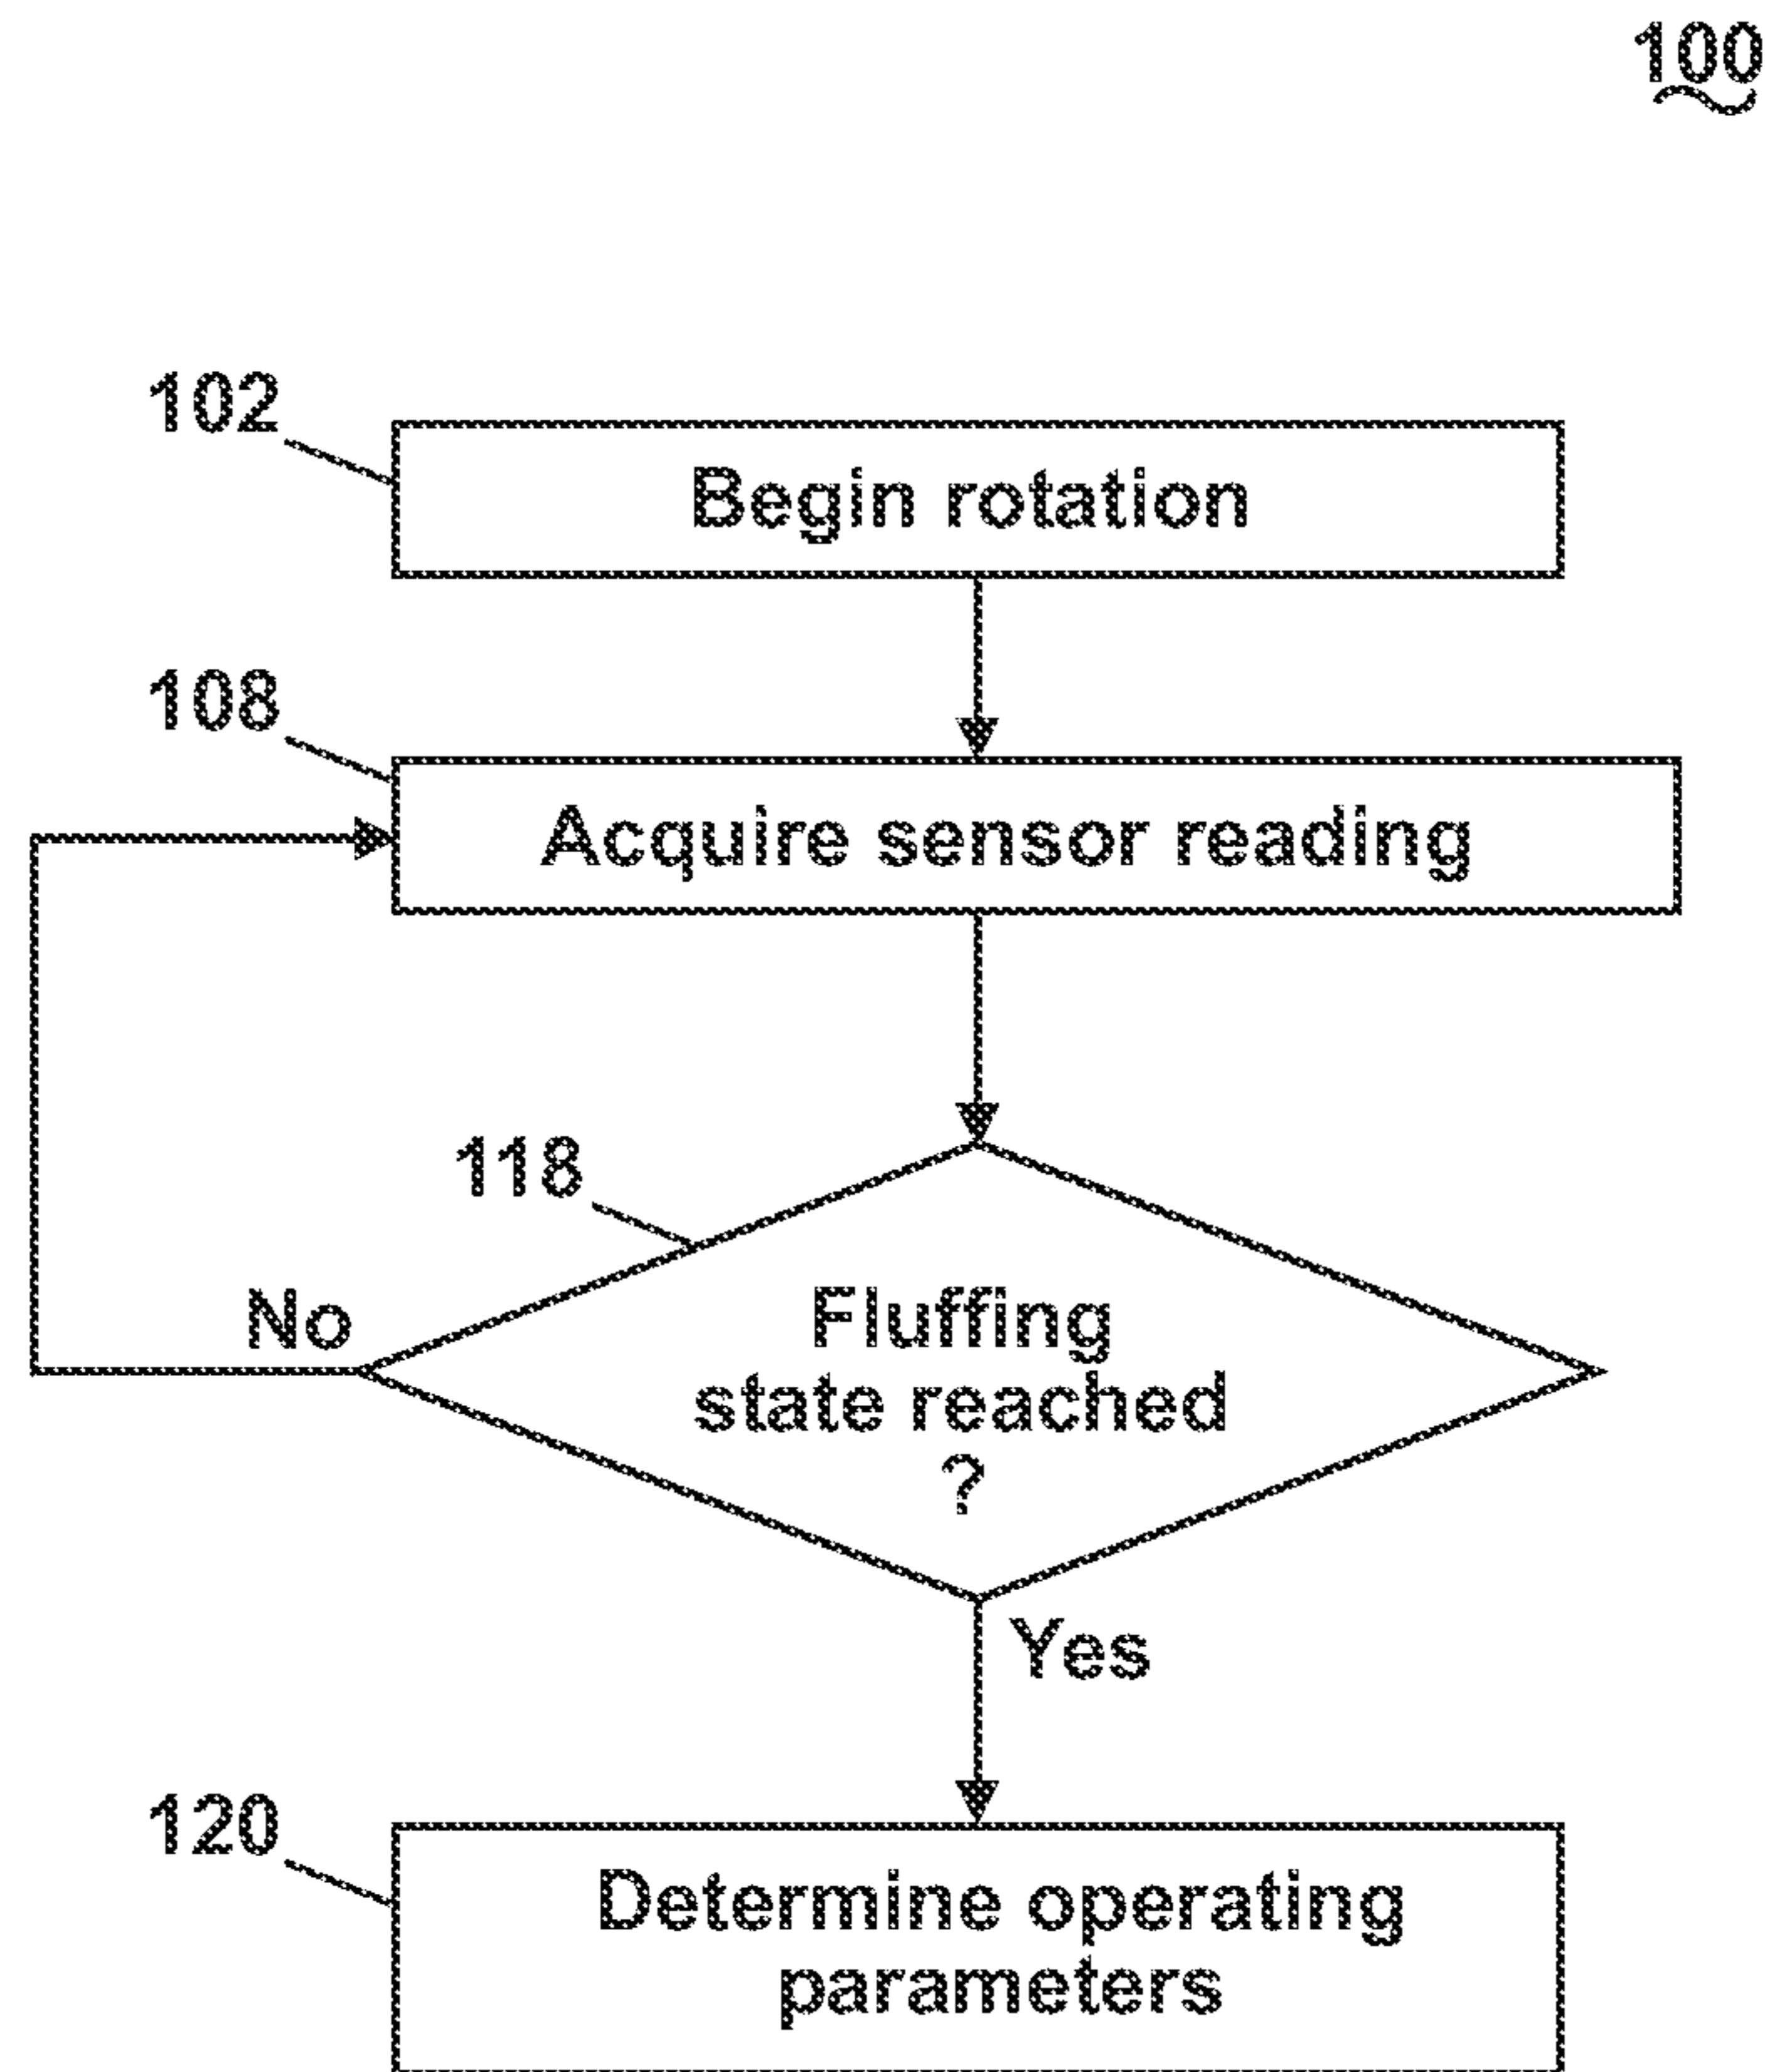 100
102
Begin rotation
108
Acquire sensor reading
118
No
Fluffing
state reached
?
Yes
120
Determine operating
parameters